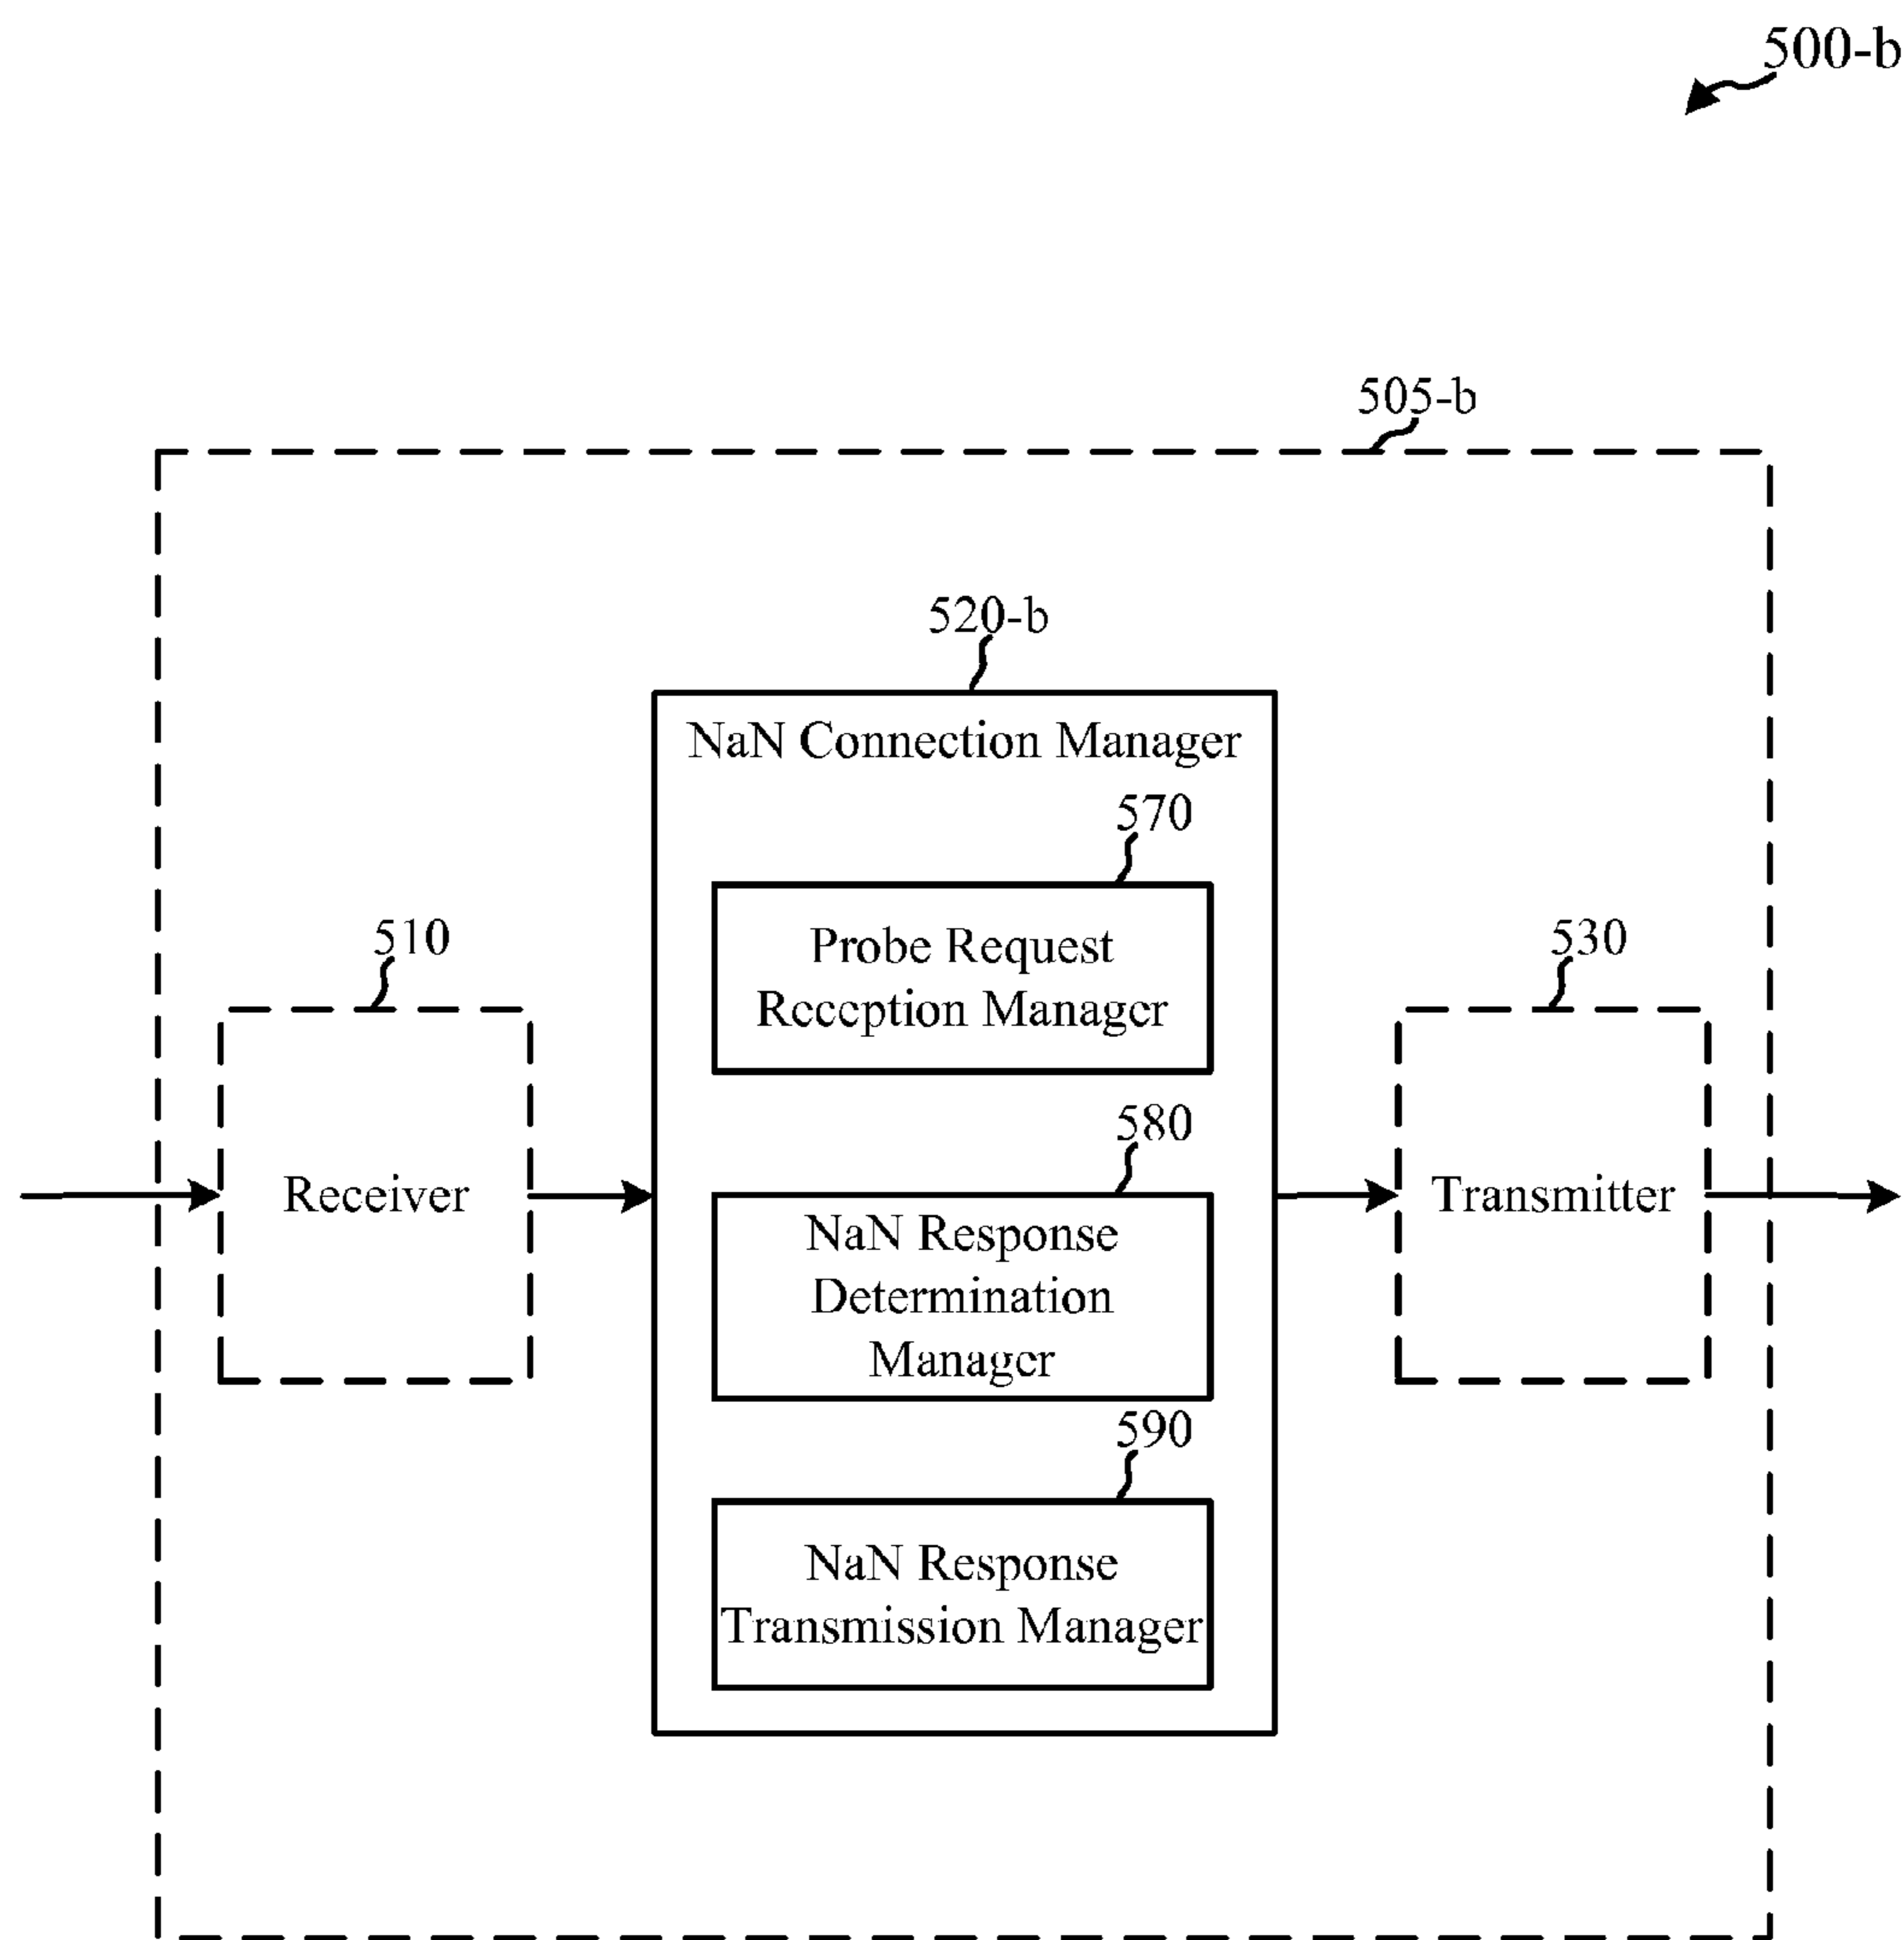 500-b
505-b
520-b
NaN Connection Manager
570
Probe Request
Reception Manager
510
530
580
Receiver
NaN Response
Determination
Manager
Transmitter
590
NaN Response
Transmission Manager